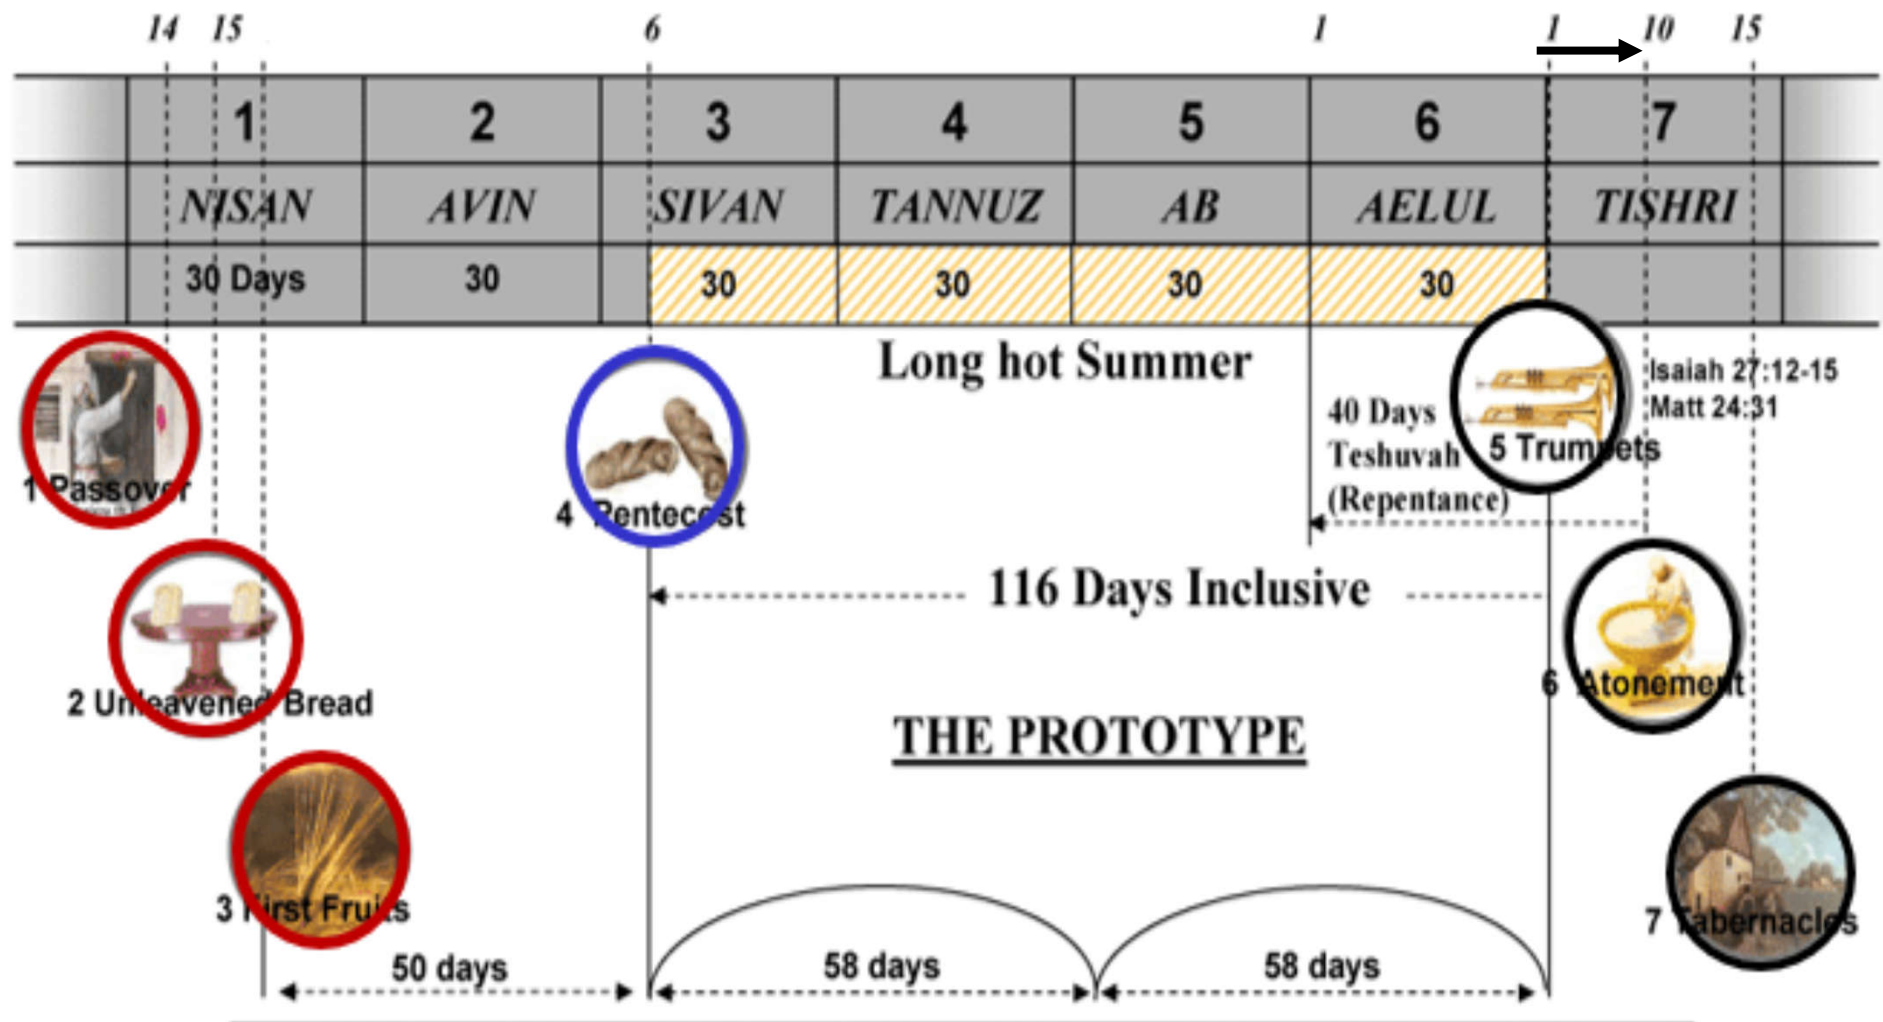 14 15 6 1 1 10 15
1 2 3 4 5 6 7
NISAN AVIN SIVAN TANNUZ AB AELUL TISHRI
30 Days 30 30 30 30 30
Long hot Summer
Isaiah 27:12-15
Matt 24:31
40 Days
Teshuvah
(Repentance)
5 Trumpets
1 Passover
4 Pentecost
116 Days Inclusive
6 Atonement
2 Unleavened Bread
THE PROTOTYPE
3 First Fruits
7 Tabernacles
50 days
58 days
58 days